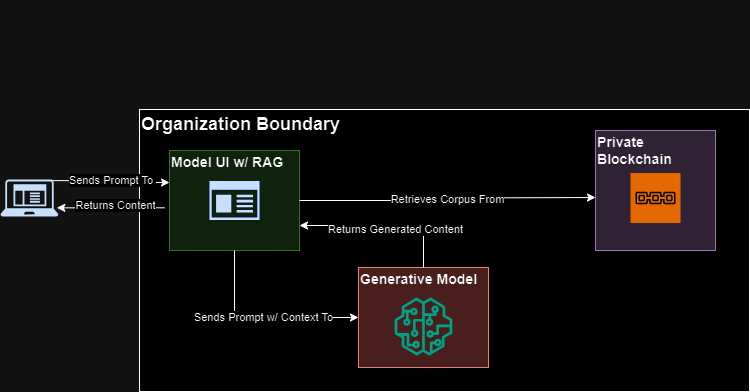 Organization Boundary
Private
Blockchain
Model UI w/ RAG
Sends Prompt To
Retrieves Corpus From
Returns Content
Returns Generated Content
Generative Model
Sends Prompt w/ Context To